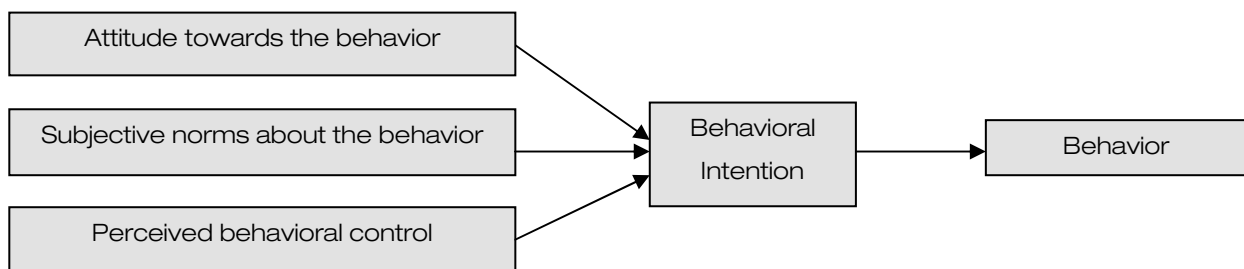 Attitude towards the behavior
Subjective norms about the behavior
Perceived behavioral control
Behavioral
Intention
Behavior